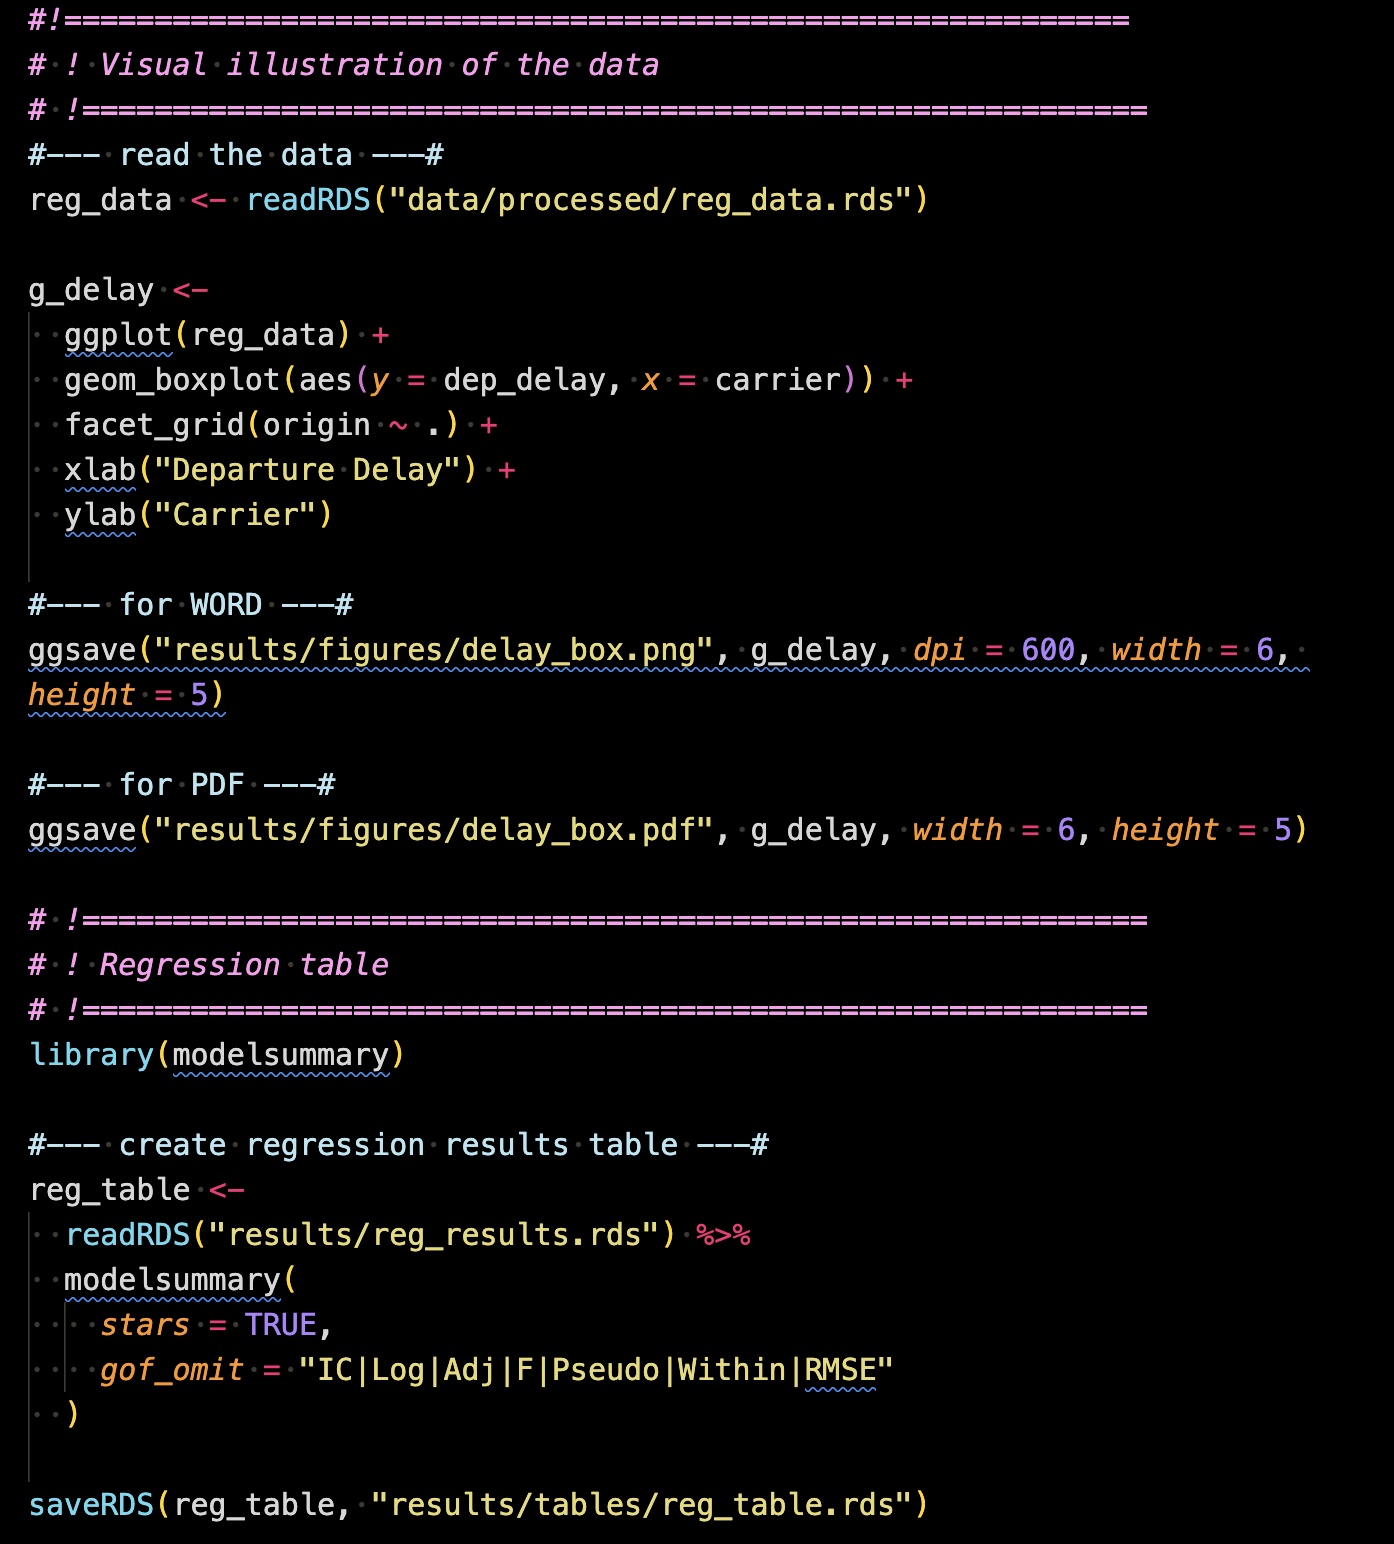 #!===========================================================
# ! Visual illustration of the data
# !===========================================================
#--- read the data ---#
reg_data <- readRDS("data/processed/reg_data.rds")
g_delay <-
ggplot(reg_data) +
geom_boxplot(aes(y = dep_delay, x = carrier)) +
facet_grid(origin ~ .) +
xlab("Departure Delay") +
ylab("Carrier")
#--- for WORD ---#
ggsave("results/figures/delay_box.png", g_delay, dpi = 600, width = 6,
height = 5)
#--- for PDF ---#
ggsave("results/figures/delay_box.pdf", g_delay, width = 6, height = 5)
# !===========================================================
# ! Regression table
# !===========================================================
library(modelsummary)
#--- create regression results table ---#
reg_table <-
readRDS("results/reg_results.rds") %>%
modelsummary(
stars = TRUE,
gof_omit = "IC|Log|Adj|F|Pseudo|Within|RMSE"
)
saveRDS(reg_table, "results/tables/reg_table.rds")